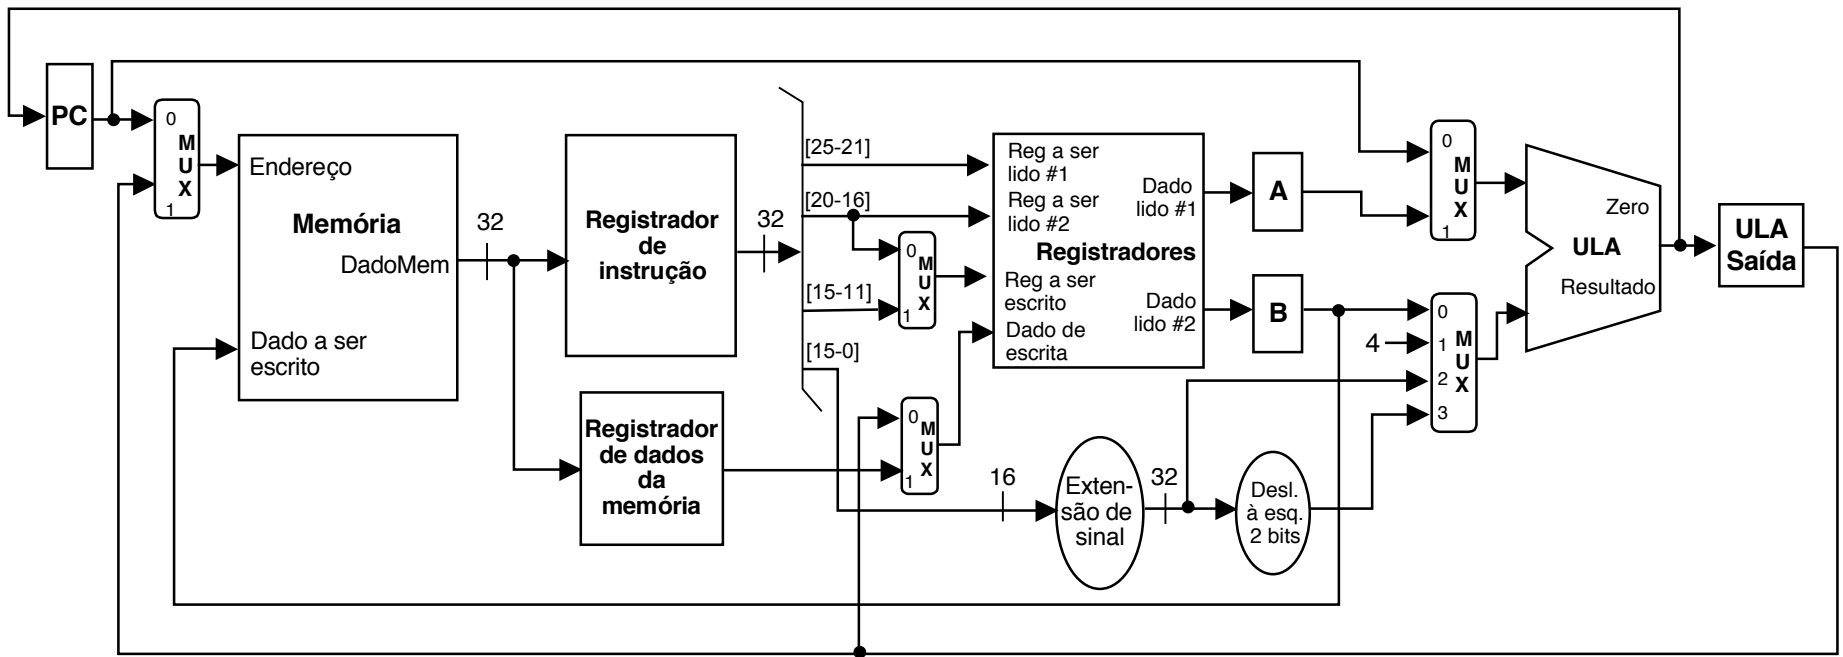 PC
0
M
U
X
1
Endereço
Memória
DadoMem
Dado a ser
escrito
32
Registrador
de
instrução
32
Registrador
de dados
da
memória
[25-21]
[20-16]
[15-11]
[15-0]
0
M
U
X
1
0
M
U
X
1
Reg a ser
lido #1
Reg a ser
lido #2
Registradores
Reg a ser
escrito
Dado de
escrita
Dado
lido #1
Dado
lido #2
A
B
16
Exten-
são de
sinal
32
Desl.
à esq.
2 bits
0
M
U
X
1
4
0
1
2
3
M
U
X
Zero
ULA
Resultado
ULA
Saída